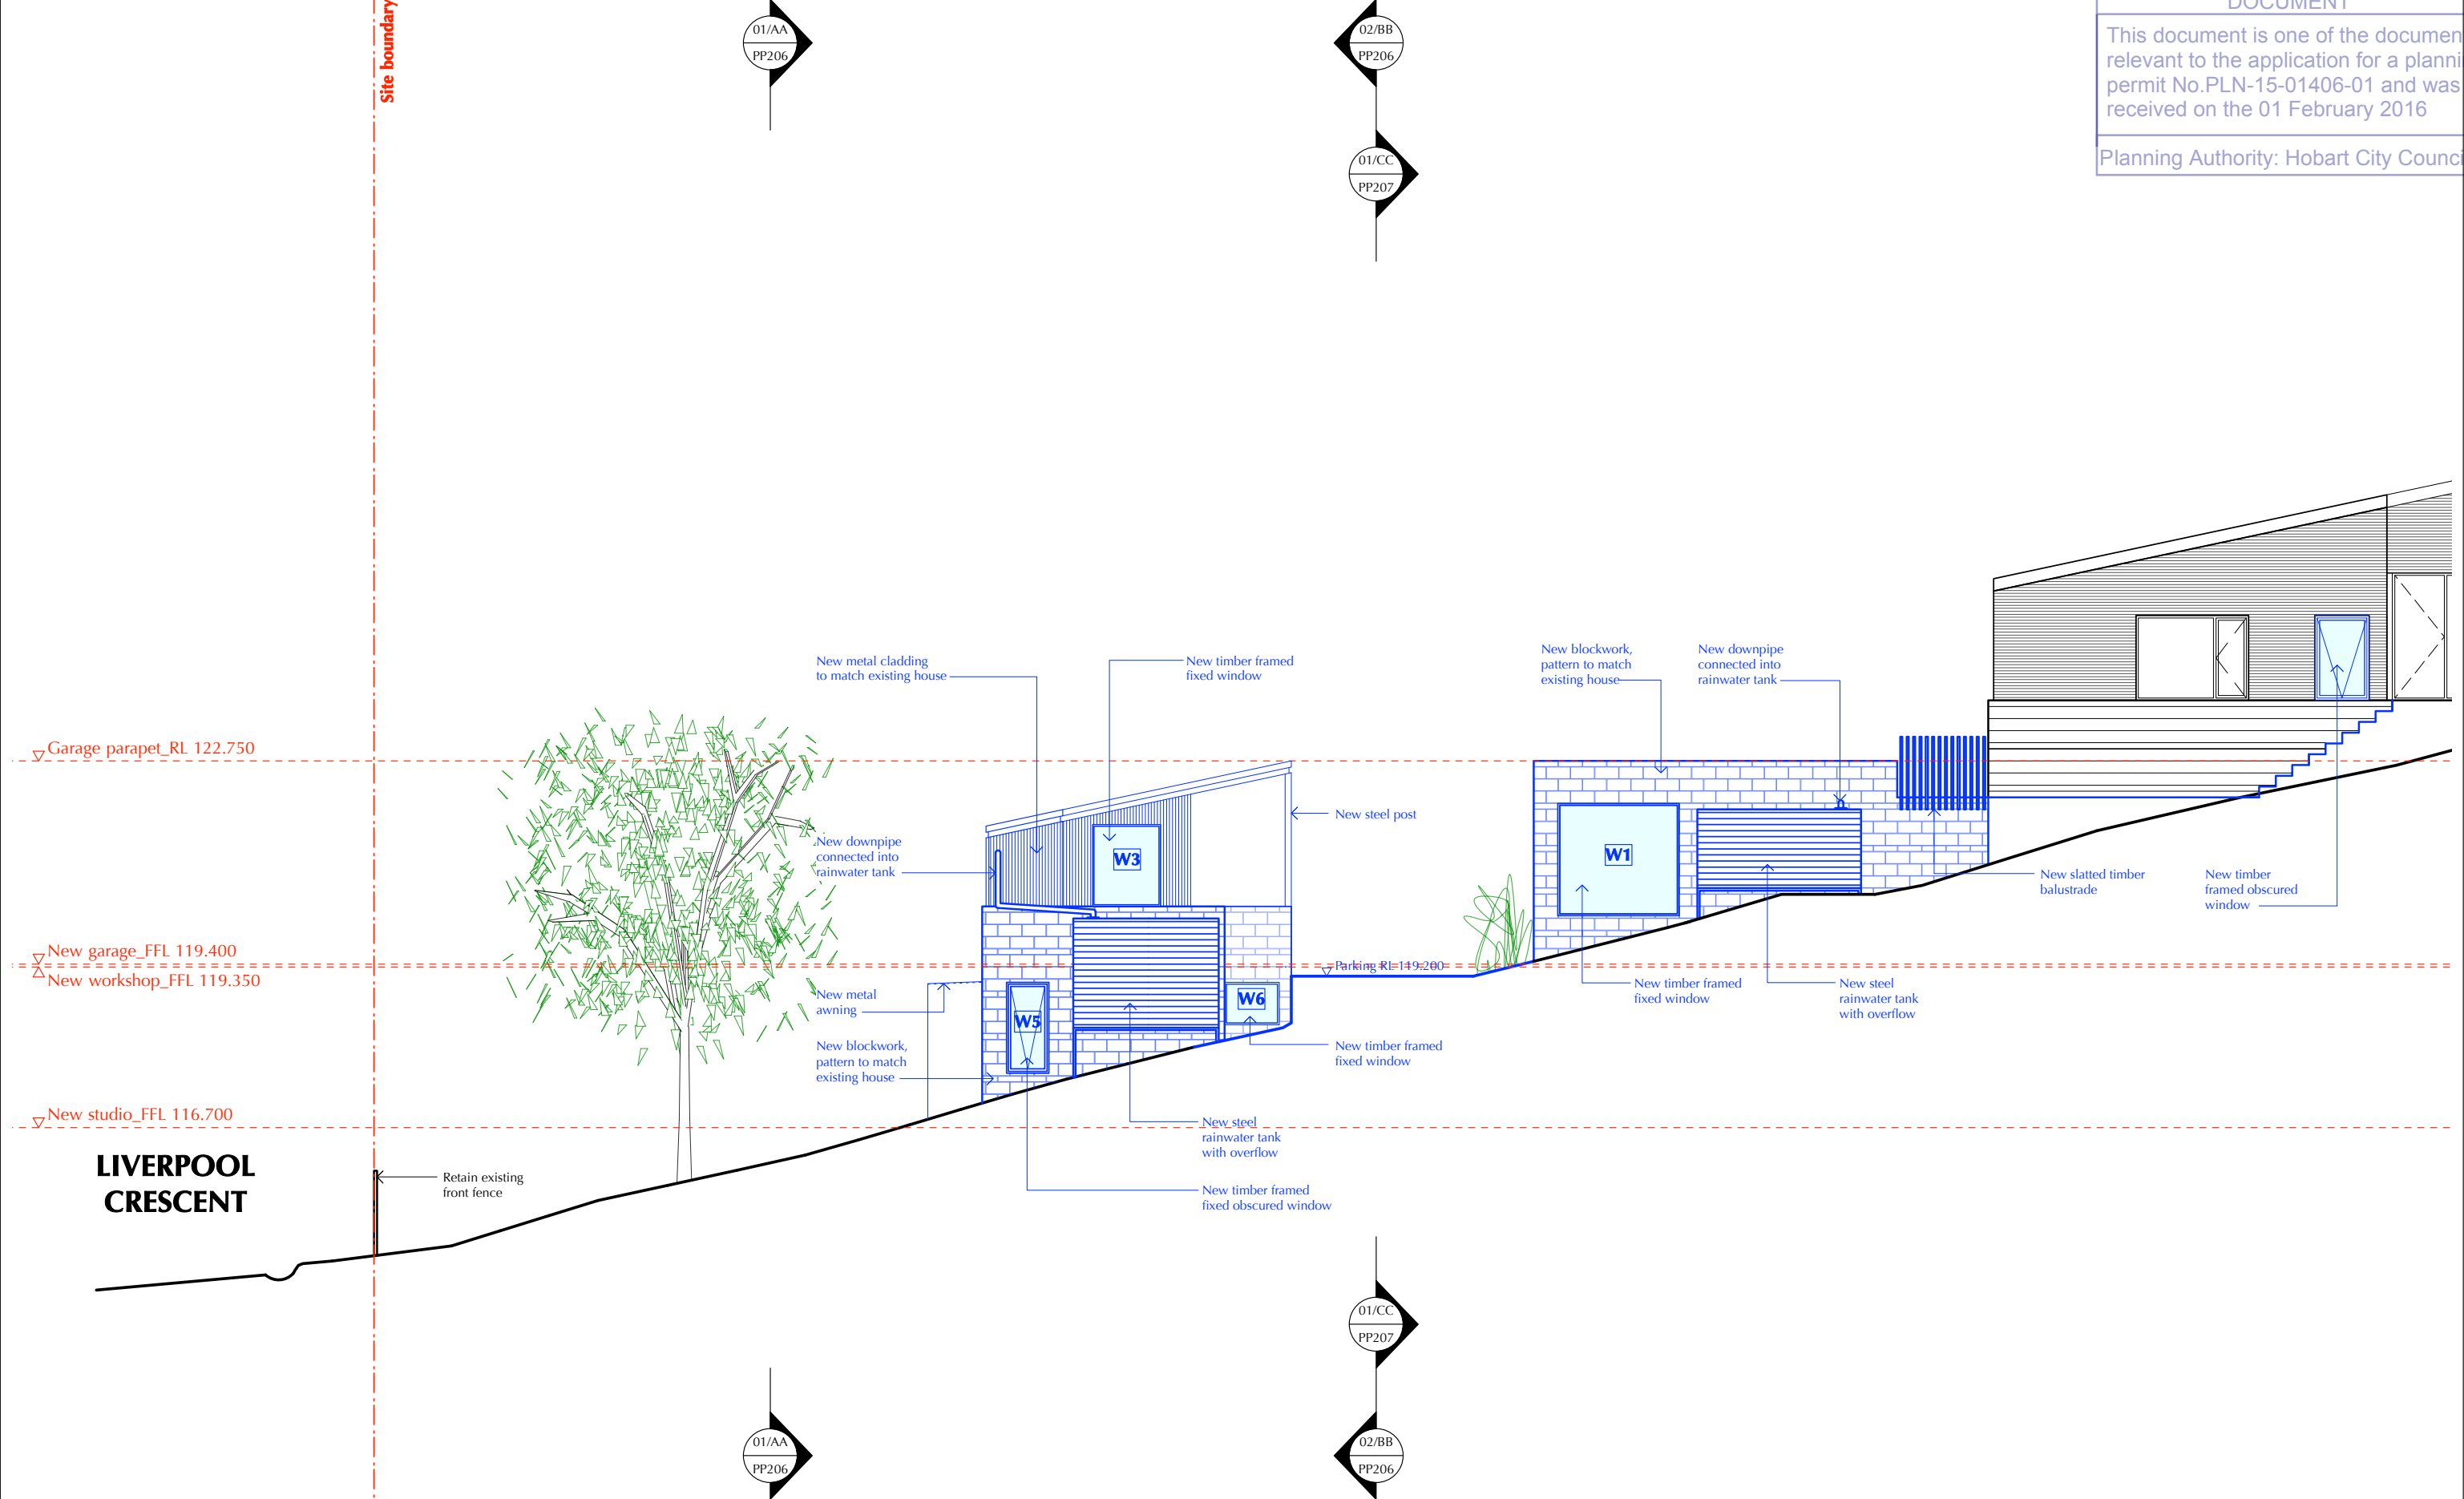 DOCUMENT
This document is one of the documen
relevant to the application for a planni
permit No.PLN-15-01406-01 and was
received on the 01 February 2016
Planning Authority: Hobart City Counci
Site boundary
01/AA
PP206
02/BB
PP206
01/CC
PP207
New metal cladding
to match existing house
New timber framed
fixed window
New blockwork,
pattern to match
existing house
New downpipe
connected into
rainwater tank
Garage parapet_RL 122.750
New steel post
New downpipe
connected into
rainwater tank
W3
W1
New slatted timber
balustrade
New timber
framed obscured
window
New garage_FFL 119.400
New workshop_FFL 119.350
Parking RL 119.200
New metal
awning
W5
W6
New timber framed
fixed window
New steel
rainwater tank
with overflow
New blockwork,
pattern to match
existing house
New timber framed
fixed window
New studio_FFL 116.700
New steel
rainwater tank
with overflow
LIVERPOOL
CRESCENT
Retain existing
front fence
New timber framed
fixed obscured window
01/CC
PP207
01/AA
PP206
02/BB
PP206